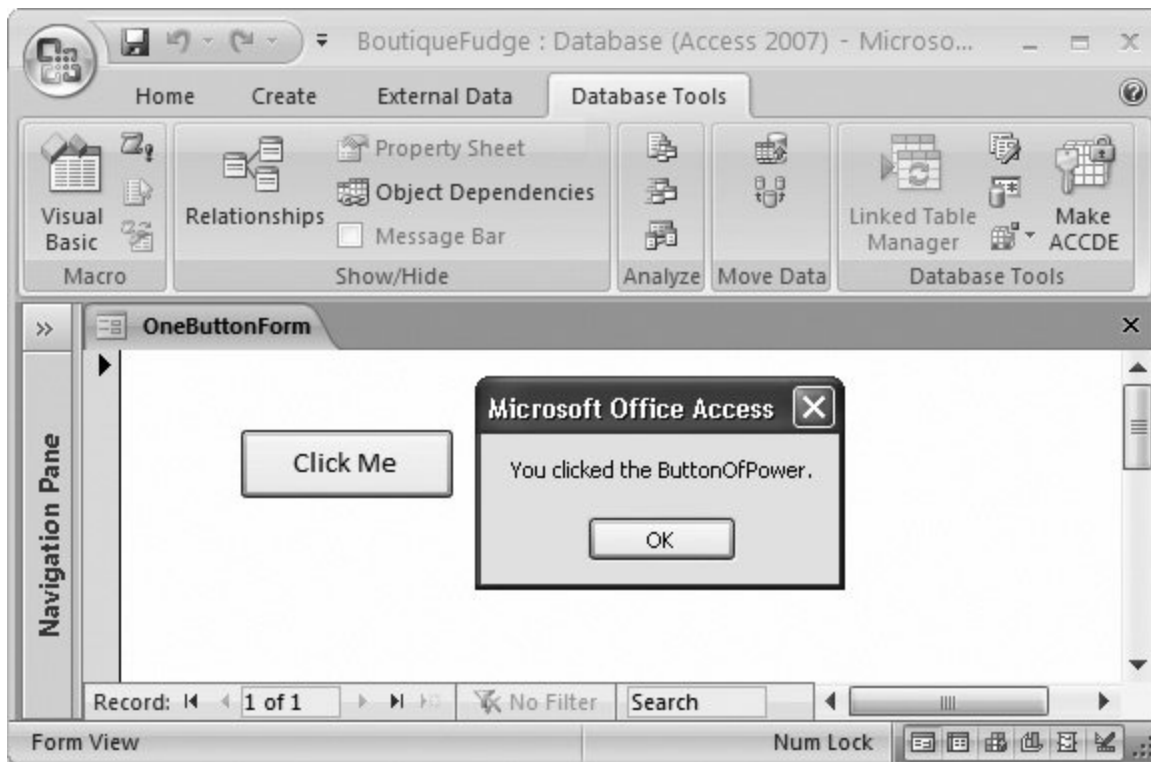 BoutiqueFudge : Database (Access 2007) - Microso...
Home Create External Data Database Tools
Visual Basic
Macro
Relationships
Property Sheet
Object Dependencies
Message Bar
Show/Hide
Analyze
Move Data
Linked Table Manager
Make ACCDE
Database Tools
OneButtonForm
Navigation Pane
Click Me
Microsoft Office Access
You clicked the ButtonOfPower.
OK
Record: 1 of 1 No Filter Search
Form View Num Lock